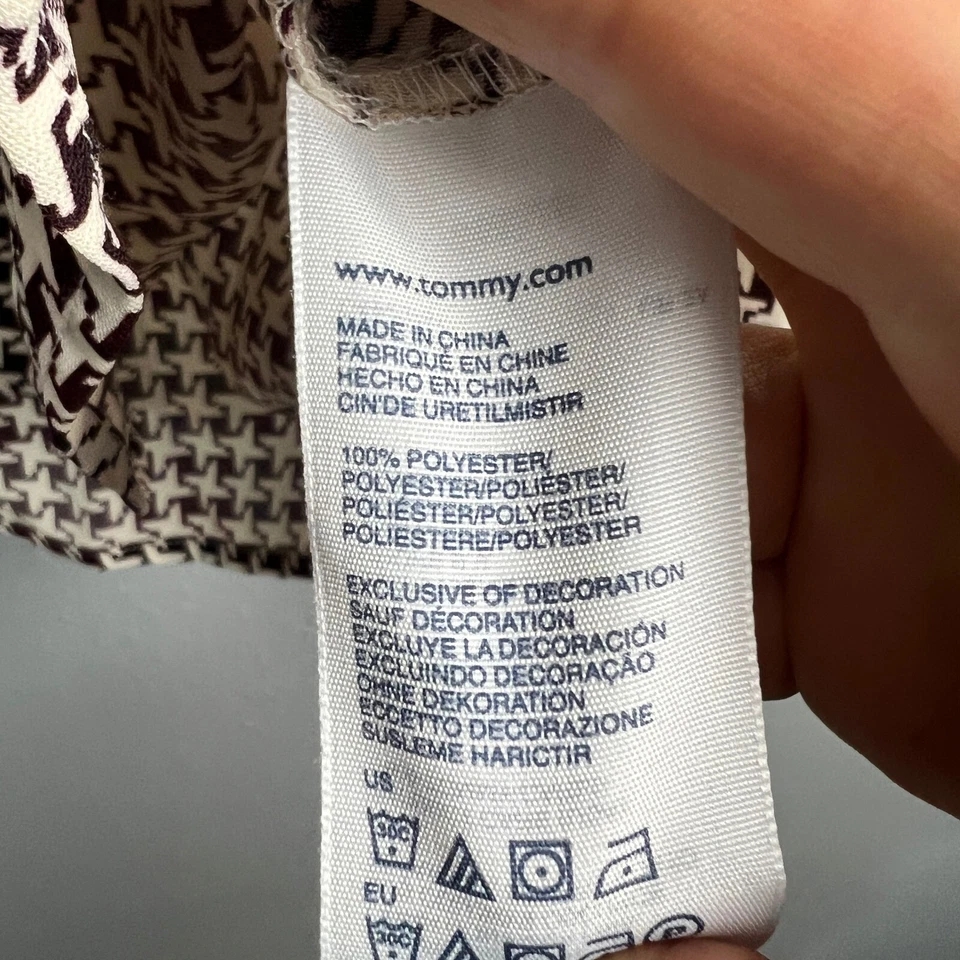 www.tommy.com
MADE IN CHINA
FABRIQUÉ EN CHINE
HECHO EN CHINA
CIN'DE URETILMISTIR
100% POLYESTER/
POLYESTER/POLIÉSTER/
POLIÉSTER/POLYESTER/
POLIESTERE/POLYESTER
EXCLUSIVE OF DECORATION
SAUF DÉCORATION
EXCLUYE LA DECORACIÓN
EXCLUINDO DECORAÇÃO
OHNE DEKORATION
ECCETTO DECORAZIONE
SUSLEME HARICTIR
US
30C
EU
30C